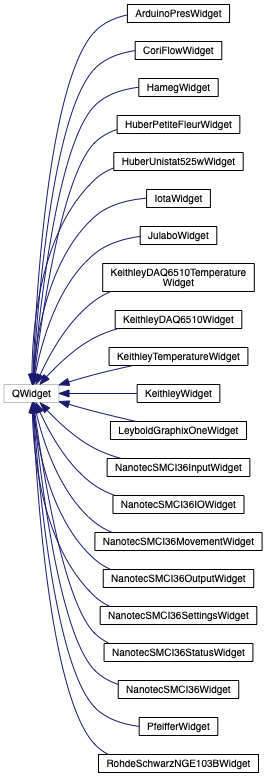 ArduinoPresWidget
CoriFlowWidget
HamegWidget
HuberPetiteFleurWidget
HuberUnistat525wWidget
IotaWidget
JulaboWidget
KeithleyDAQ6510Temperature
Widget
KeithleyDAQ6510Widget
KeithleyTemperatureWidget
QWidget
KeithleyWidget
LeyboldGraphixOneWidget
NanotecSMCI36InputWidget
NanotecSMCI36IOWidget
NanotecSMCI36MovementWidget
NanotecSMCI36OutputWidget
NanotecSMCI36SettingsWidget
NanotecSMCI36StatusWidget
NanotecSMCI36Widget
PfeifferWidget
RohdeSchwarzNGE103BWidget